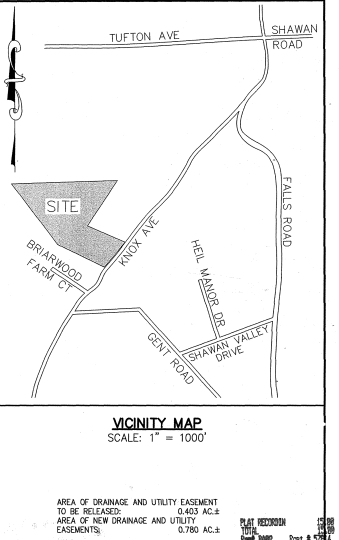 TUFTON AVE
SHAWAN
ROAD
SITE
KNOX AVE
FALLS ROAD
BRIARWOOD
FARM CT
HEIL MANOR DR
GENT ROAD
SHAWAN VALLEY
DRIVE
VICINITY MAP
SCALE: 1" = 1000'
AREA OF DRAINAGE AND UTILITY EASEMENT
TO BE RELEASED: 0.403 AC.±
AREA OF NEW DRAINAGE AND UTILITY
EASEMENTS: 0.780 AC.±
PLAT RECORDIN
TOTAL